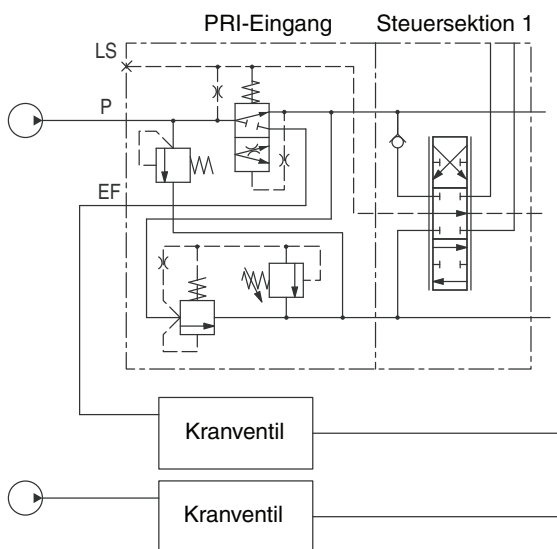 PRI-Eingang
Steuersektion 1
LS
P
EF
Kranventil
Kranventil